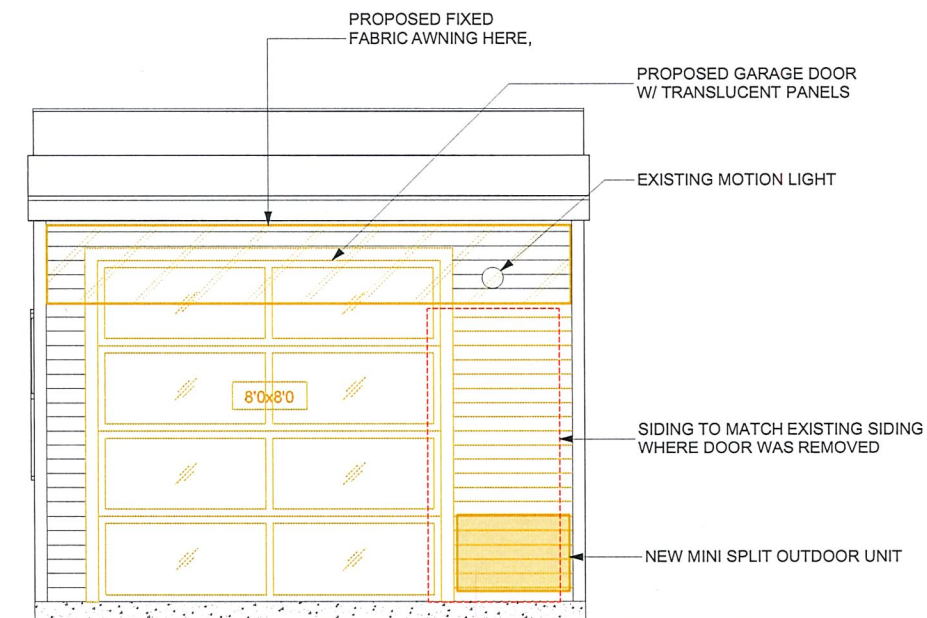 PROPOSED FIXED
FABRIC AWNING HERE,
PROPOSED GARAGE DOOR
W/ TRANSLUCENT PANELS
EXISTING MOTION LIGHT
8'0x8'0
SIDING TO MATCH EXISTING SIDING
WHERE DOOR WAS REMOVED
NEW MINI SPLIT OUTDOOR UNIT